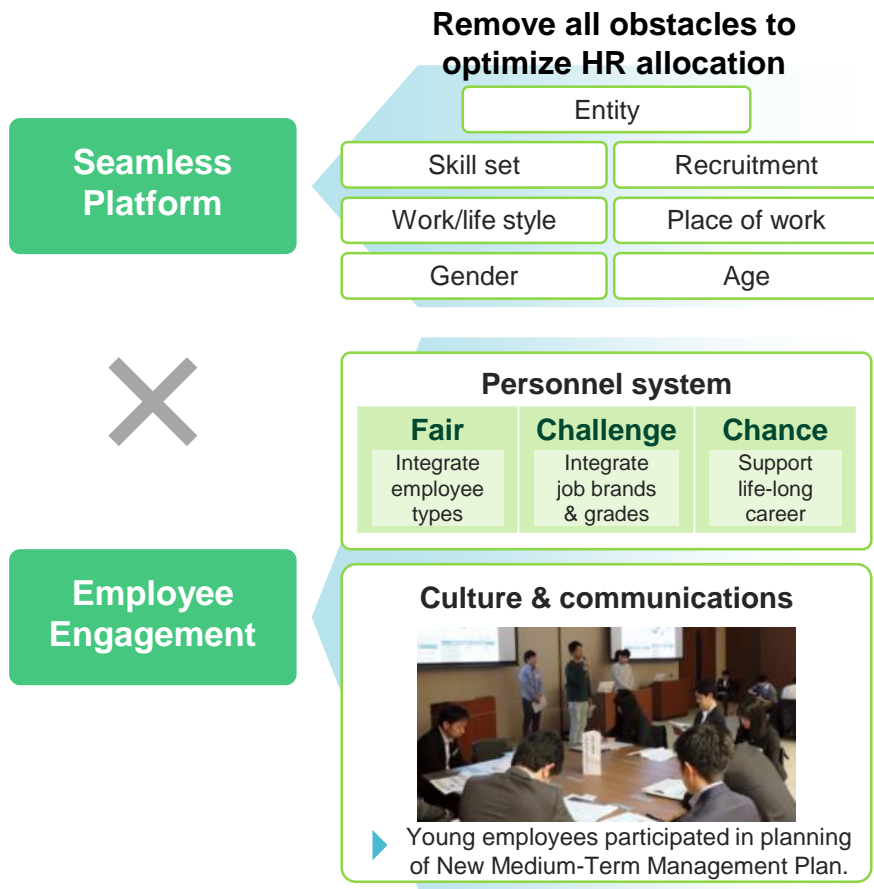 Remove all obstacles to
optimize HR allocation
Seamless
Platform
Entity
Skill set
Recruitment
Work/life style
Place of work
Gender
Age
Personnel system
Fair
Integrate
employee
types
Challenge
Integrate
job brands
& grades
Chance
Support
life-long
career
Employee
Engagement
Culture & communications
Young employees participated in planning
of New Medium-Term Management Plan.